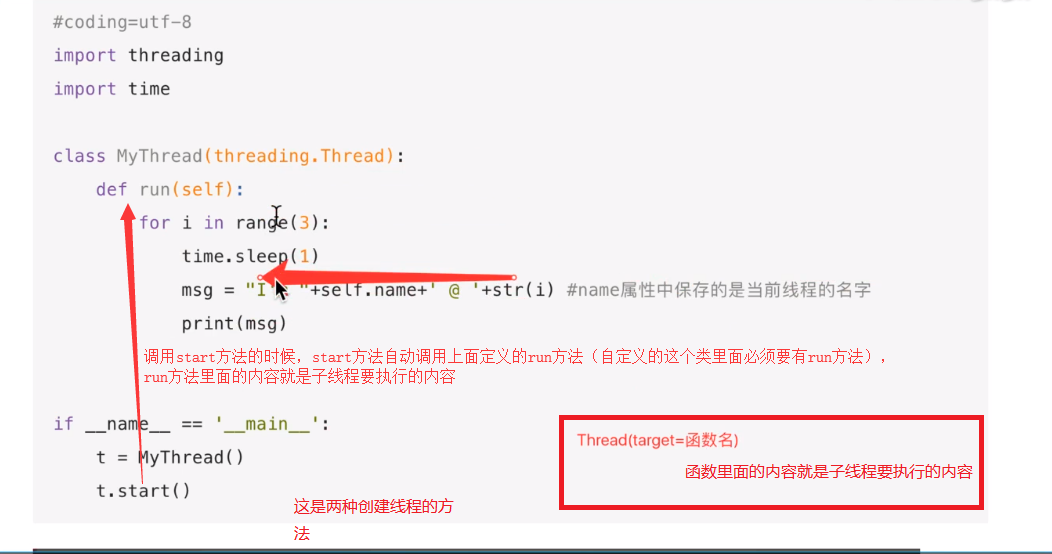 #coding=utf-8
import threading
import time
class MyThread(threading.Thread):
def run(self):
for i in range(3):
time.sleep(1)
msg = "I' "+self.name+' @ '+str(i) #name属性中保存的是当前线程的名字
print(msg)
调用start方法的时候，start方法自动调用上面定义的run方法（自定义的这个类里面必须要有run方法），
run方法里面的内容就是子线程要执行的内容
if __name__ == '__main__':
t = MyThread()
t.start()
Thread(target=函数名)
函数里面的内容就是子线程要执行的内容
这是两种创建线程的方
法